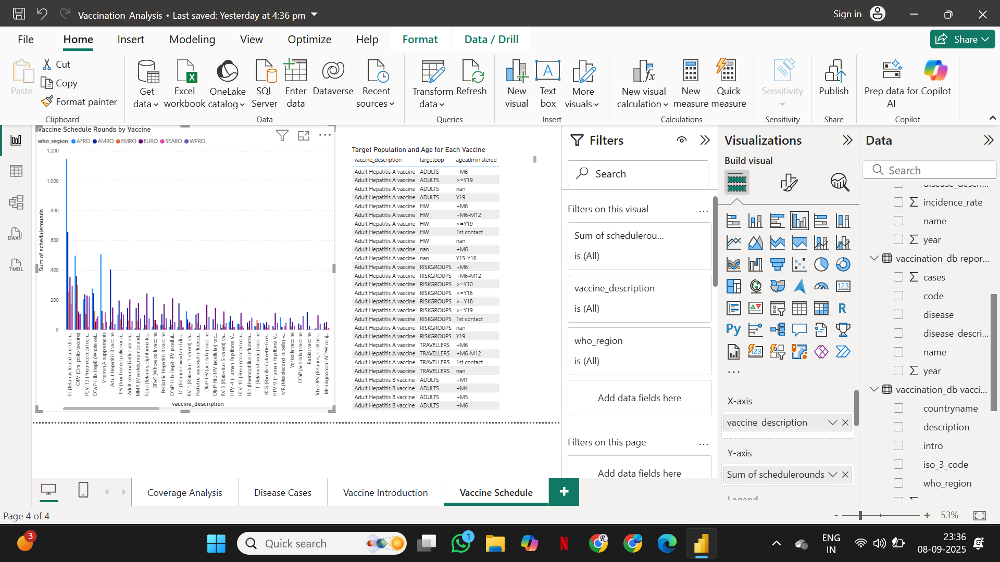 Vaccination_Analysis • Last saved: Yesterday at 4:36 pm
Sign in
File
Home
Insert
Modeling
View
Optimize
Help
Format
Data / Drill
Share
Paste
Cut
Copy
Format painter
Clipboard
Get data
Excel workbook
OneLake catalog
SQL Server
Enter data
Dataverse
Recent sources
Data
Transform data
Refresh
Queries
New visual
Text box
More visuals
Insert
New visual calculation
New measure
Quick measure
Calculations
Sensitivity
Sensitivity
Publish
Share
Prep data for AI
Copilot
Copilot
Vaccine Schedule Rounds by Vaccine
who_region AFRO AMRO EMRO EURO SEARO WPRO
1,200
1,000
800
600
400
200
0
Sum of schedulerounds
Td (Tetanus toxoid and diph...
OPV (Oral polio vaccine)
PCV-13 (Pneumococcal con...
DTwP-Hib-HepB (Whole cel...
Vitamin A supplements
Adult Hepatitis B vaccine
IPV (Inactivated polio vacci...
Adult seasonal influenza va...
MMR (Measles, mumps and...
Tdap (Tetanus, diphtheria fo...
DTwP (Whole cell) vaccine
Pediatric Hepatitis B vaccine
DTaP-Hib-HepB-IPV (acellul...
DT (Tetanus toxoid and dip...
RV-1 (Rotavirus 1-valent) va...
Pediatric seasonal influenza...
DTaP-IPV (acellular) vaccine
DTaP-Hib-IPV (acellular) vac...
RV-5 (Rotavirus 5-valent) va...
HPV-4 (Human Papilloma V...
PCV-10 (Pneumococcal con...
Hib (Haemophilus influenza...
TT (Tetanus toxoid) vaccine
BCG (Bacille Calmette Gué...
HPV-9 (Human Papilloma V...
MR (Measles and rubella) v...
Varicella vaccine
DTaP (acellular) vaccine
Rabies vaccine
Tdap-IPV (Tetanus, diphther...
Meningococcal ACYW conj...
vaccine_description
Target Population and Age for Each Vaccine
vaccine_description targetpop ageadministered
Adult Hepatitis A vaccine ADULTS +M6
Adult Hepatitis A vaccine ADULTS >=Y19
Adult Hepatitis A vaccine ADULTS nan
Adult Hepatitis A vaccine ADULTS Y19
Adult Hepatitis A vaccine HW +M6
Adult Hepatitis A vaccine HW +M6-M12
Adult Hepatitis A vaccine HW >=Y19
Adult Hepatitis A vaccine HW 1st contact
Adult Hepatitis A vaccine HW nan
Adult Hepatitis A vaccine nan +M6
Adult Hepatitis A vaccine nan Y15-Y16
Adult Hepatitis A vaccine RISKGROUPS +M6
Adult Hepatitis A vaccine RISKGROUPS +M6-M12
Adult Hepatitis A vaccine RISKGROUPS >=Y10
Adult Hepatitis A vaccine RISKGROUPS >=Y16
Adult Hepatitis A vaccine RISKGROUPS >=Y18
Adult Hepatitis A vaccine RISKGROUPS >=Y19
Adult Hepatitis A vaccine RISKGROUPS 1st contact
Adult Hepatitis A vaccine RISKGROUPS nan
Adult Hepatitis A vaccine RISKGROUPS Y19
Adult Hepatitis A vaccine TRAVELLERS +M6
Adult Hepatitis A vaccine TRAVELLERS +M6-M12
Adult Hepatitis A vaccine TRAVELLERS 1st contact
Adult Hepatitis A vaccine TRAVELLERS nan
Adult Hepatitis B vaccine ADULTS +M1
Adult Hepatitis B vaccine ADULTS +M4
Adult Hepatitis B vaccine ADULTS +M5
Adult Hepatitis B vaccine ADULTS +M6
Filters
Search
Filters on this visual ...
Sum of schedulerou...
is (All)
vaccine_description
is (All)
who_region
is (All)
Add data fields here
Filters on this page ...
Add data fields here
Visualizations
Build visual
123
R
Py
123
...
X-axis
vaccine_description
Y-axis
Sum of schedulerounds
Legend
Data
Search
disease_descri...
incidence_rate
name
year
vaccination_db repor...
cases
code
disease
disease_descri...
name
year
vaccination_db vacci...
countryname
description
intro
iso_3_code
who_region
DAX
TMDL
Coverage Analysis
Disease Cases
Vaccine Introduction
Vaccine Schedule
+
Page 4 of 4
- + 53%
3
Quick search
1
N
R
ENG
IN
23:36
08-09-2025